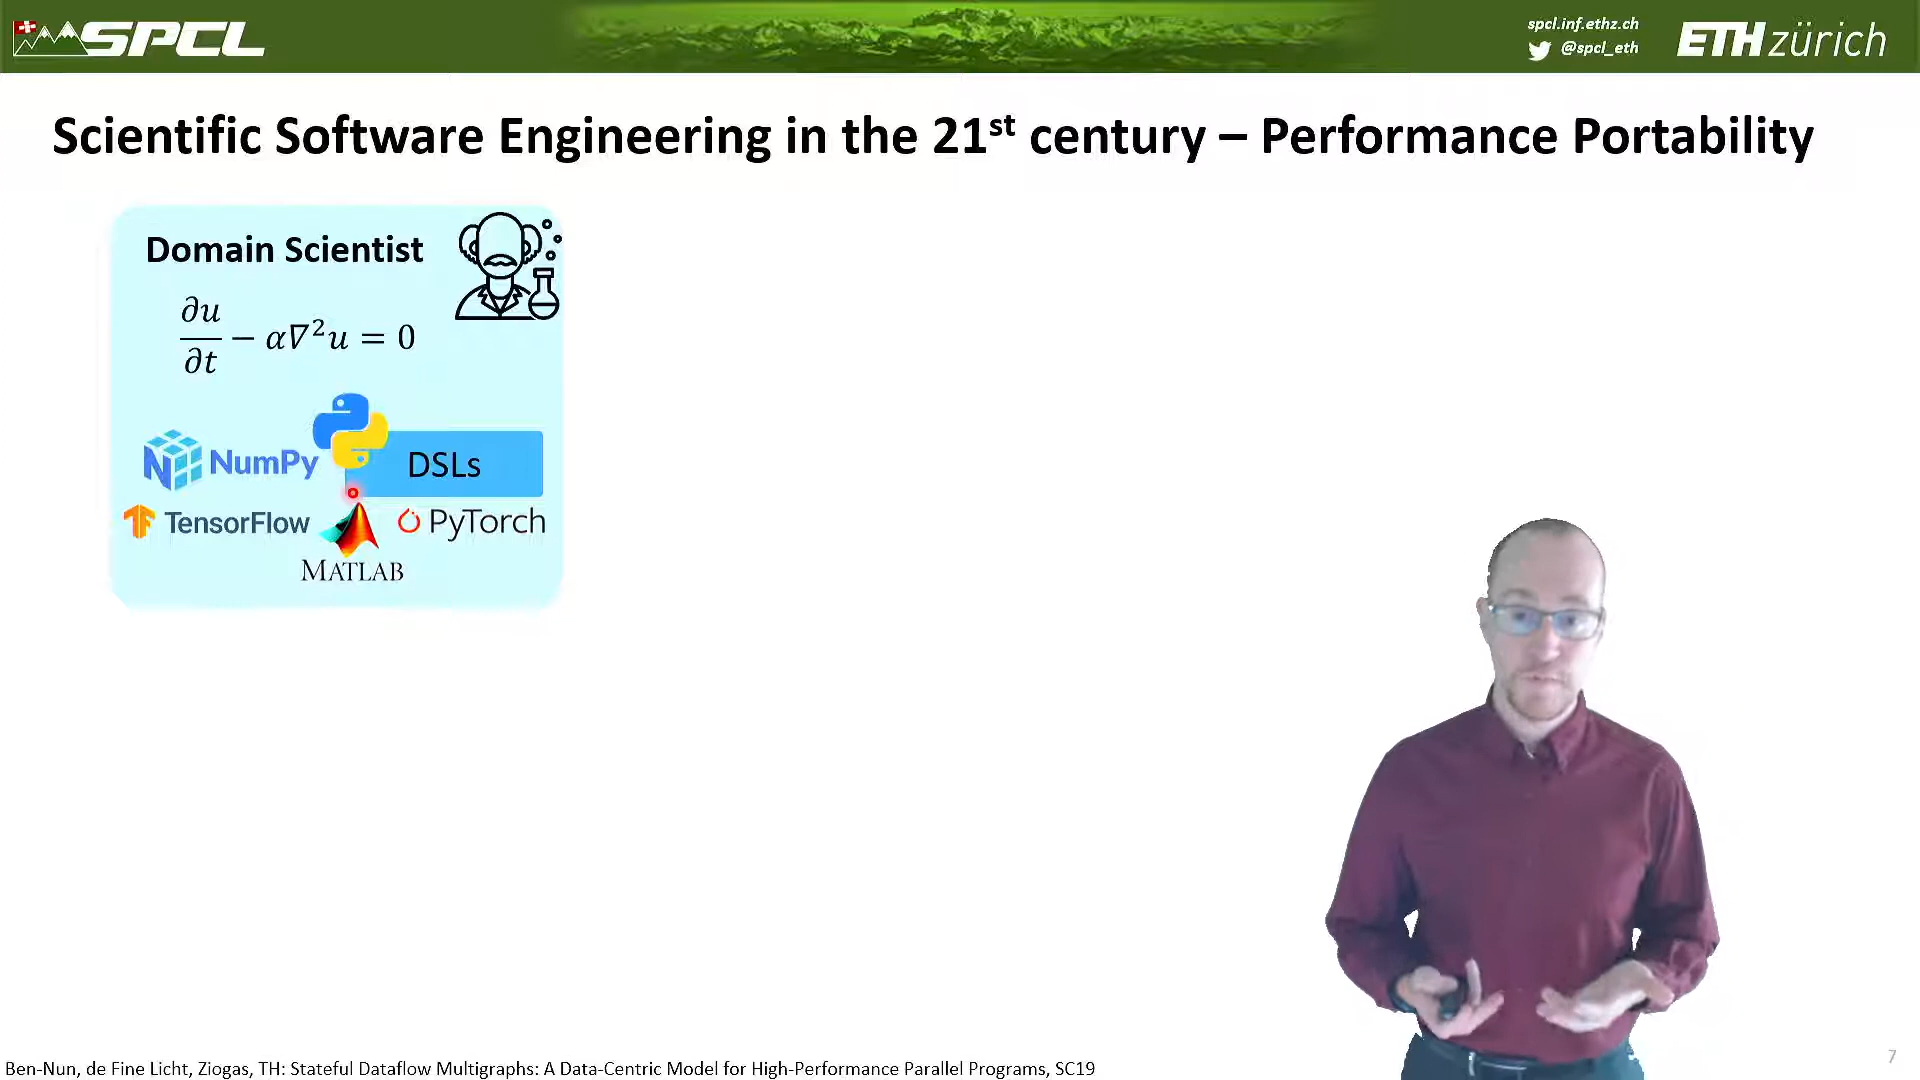 SPCL
spcl.inf.ethz.ch
@spcl_eth
ETH zürich
Scientific Software Engineering in the 21st century – Performance Portability
Domain Scientist
∂u/∂t − α∇²u = 0
NumPy
DSLs
TensorFlow
PyTorch
MATLAB
Ben-Nun, de Fine Licht, Ziogas, TH: Stateful Dataflow Multigraphs: A Data-Centric Model for High-Performance Parallel Programs, SC19
7